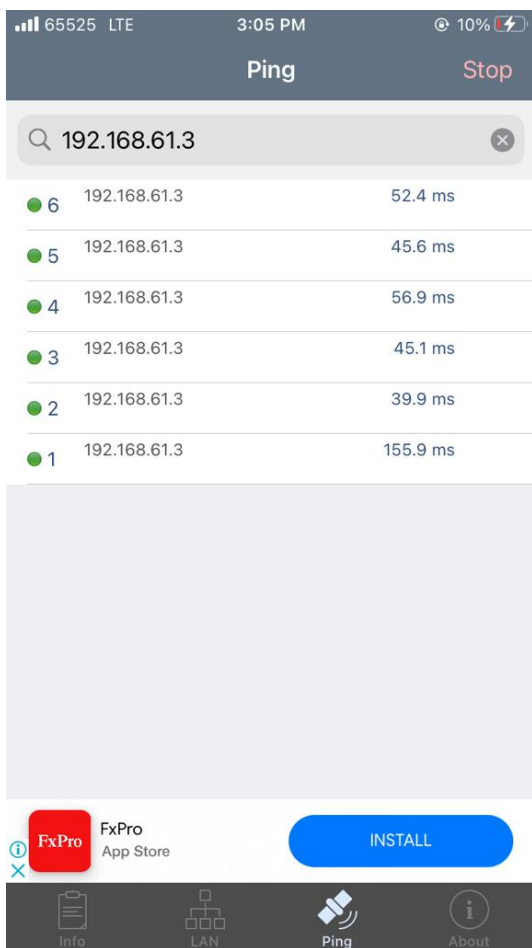 65525 LTE 3:05 PM 10%
Ping Stop
192.168.61.3
6 192.168.61.3 52.4 ms
5 192.168.61.3 45.6 ms
4 192.168.61.3 56.9 ms
3 192.168.61.3 45.1 ms
2 192.168.61.3 39.9 ms
1 192.168.61.3 155.9 ms
FxPro
FxPro
App Store
INSTALL
Info LAN Ping About